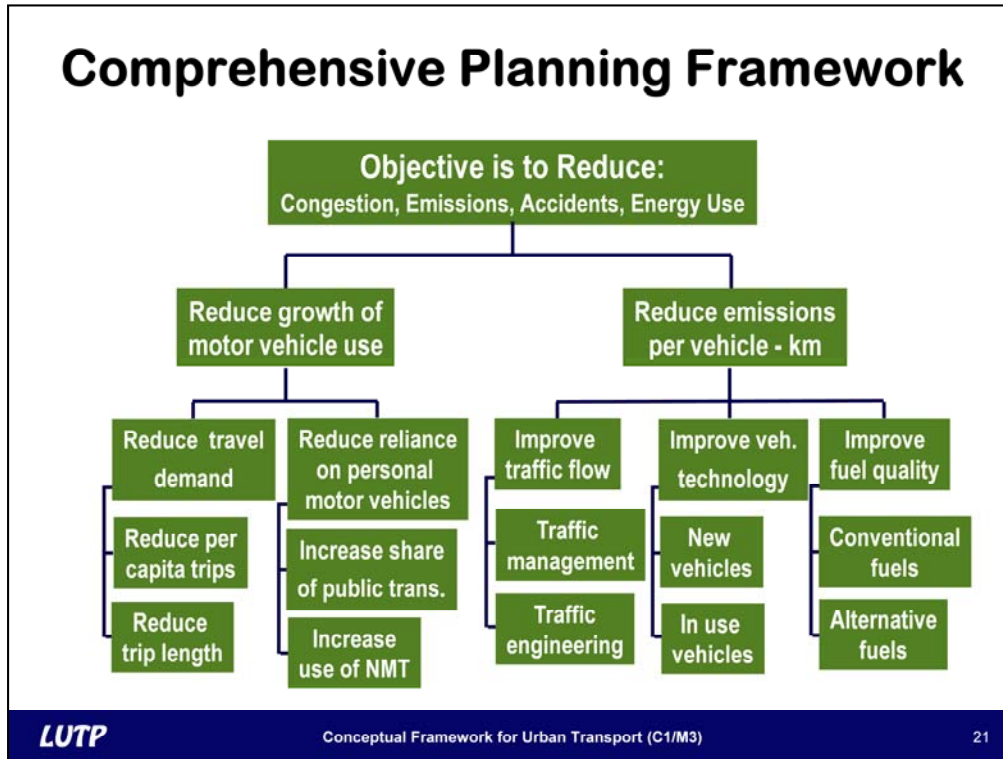 Comprehensive Planning Framework
Objective is to Reduce:
Congestion, Emissions, Accidents, Energy Use
Reduce growth of
motor vehicle use
Reduce emissions
per vehicle - km
Reduce travel
demand
Reduce per
capita trips
Reduce
trip length
Reduce reliance
on personal
motor vehicles
Increase share
of public trans.
Increase
use of NMT
Improve
traffic flow
Traffic
management
Traffic
engineering
Improve veh.
technology
New
vehicles
In use
vehicles
Improve
fuel quality
Conventional
fuels
Alternative
fuels
LUTP
Conceptual Framework for Urban Transport (C1/M3)
21